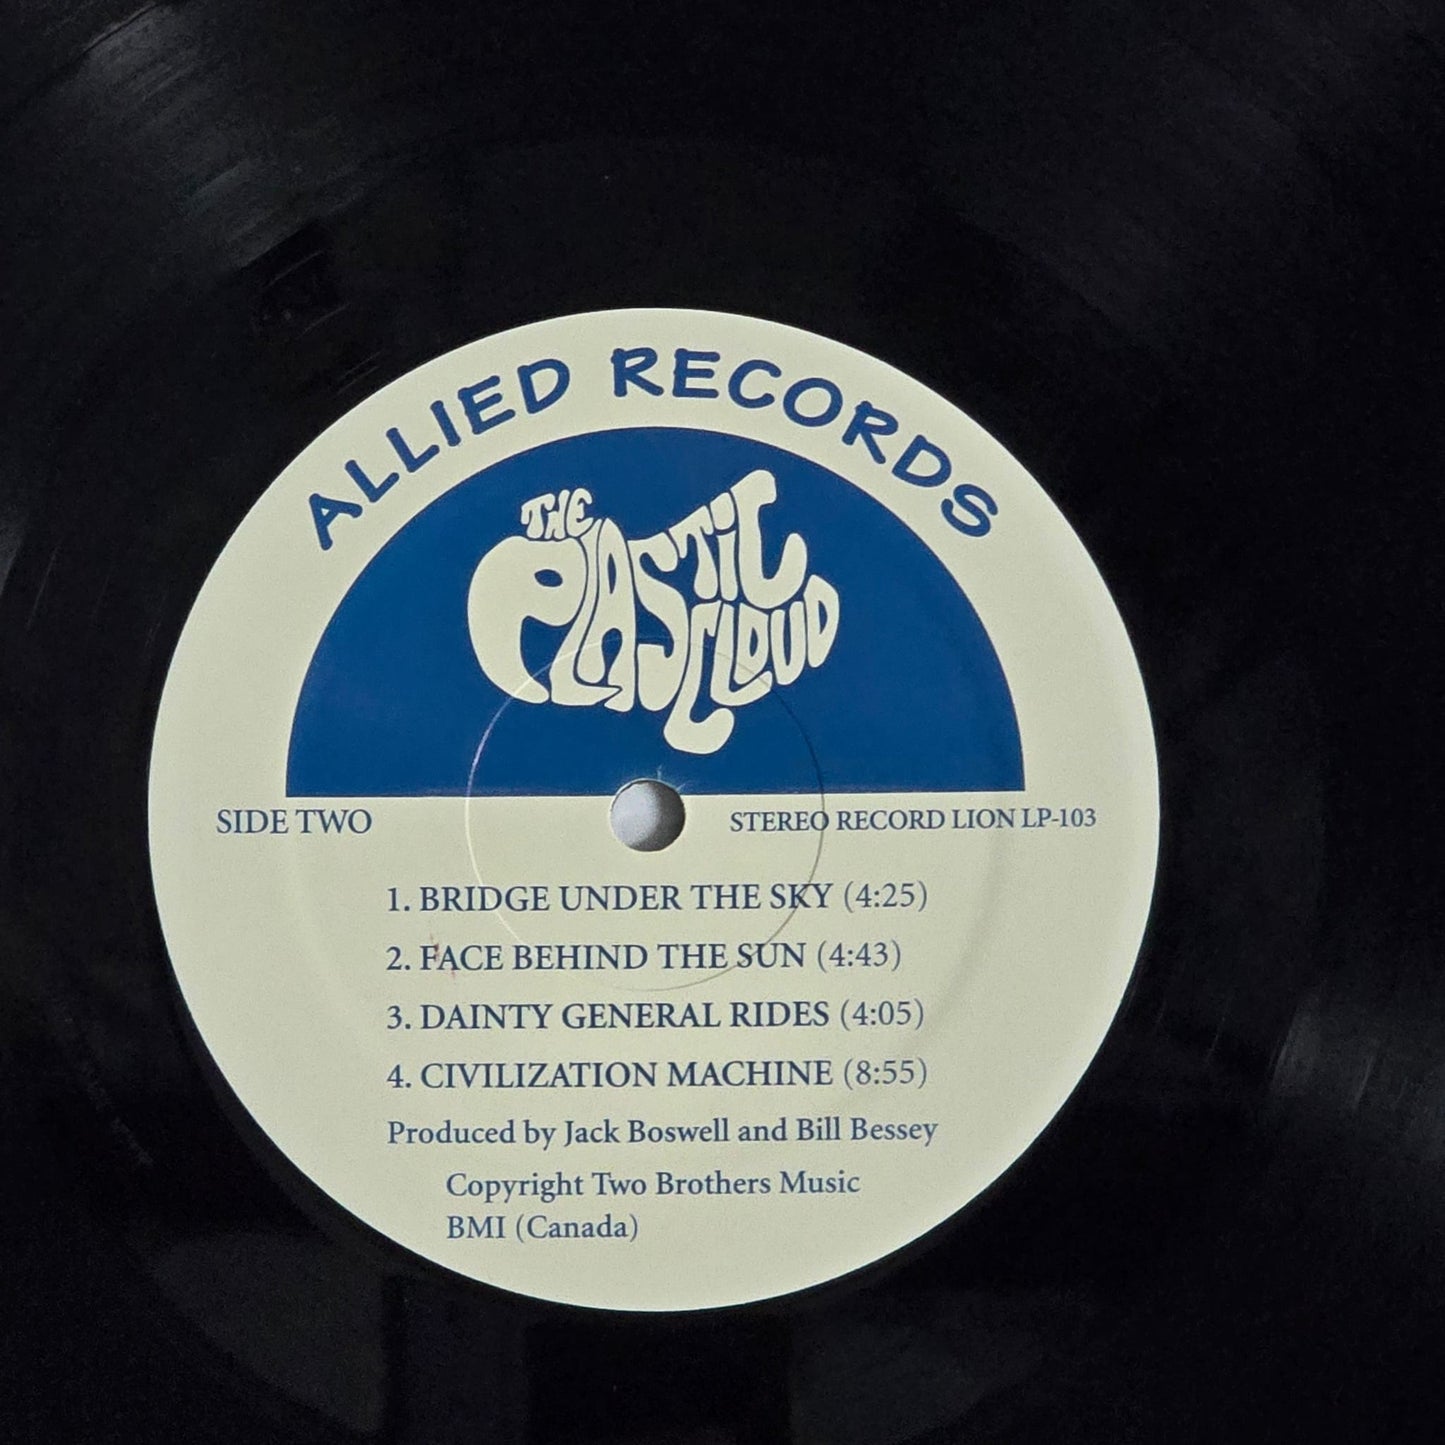 ALLIED RECORDS
THE
PLASTIC
CLOUD
SIDE TWO
STEREO RECORD LION LP-103
1. BRIDGE UNDER THE SKY (4:25)
2. FACE BEHIND THE SUN (4:43)
3. DAINTY GENERAL RIDES (4:05)
4. CIVILIZATION MACHINE (8:55)
Produced by Jack Boswell and Bill Bessey
Copyright Two Brothers Music
BMI (Canada)